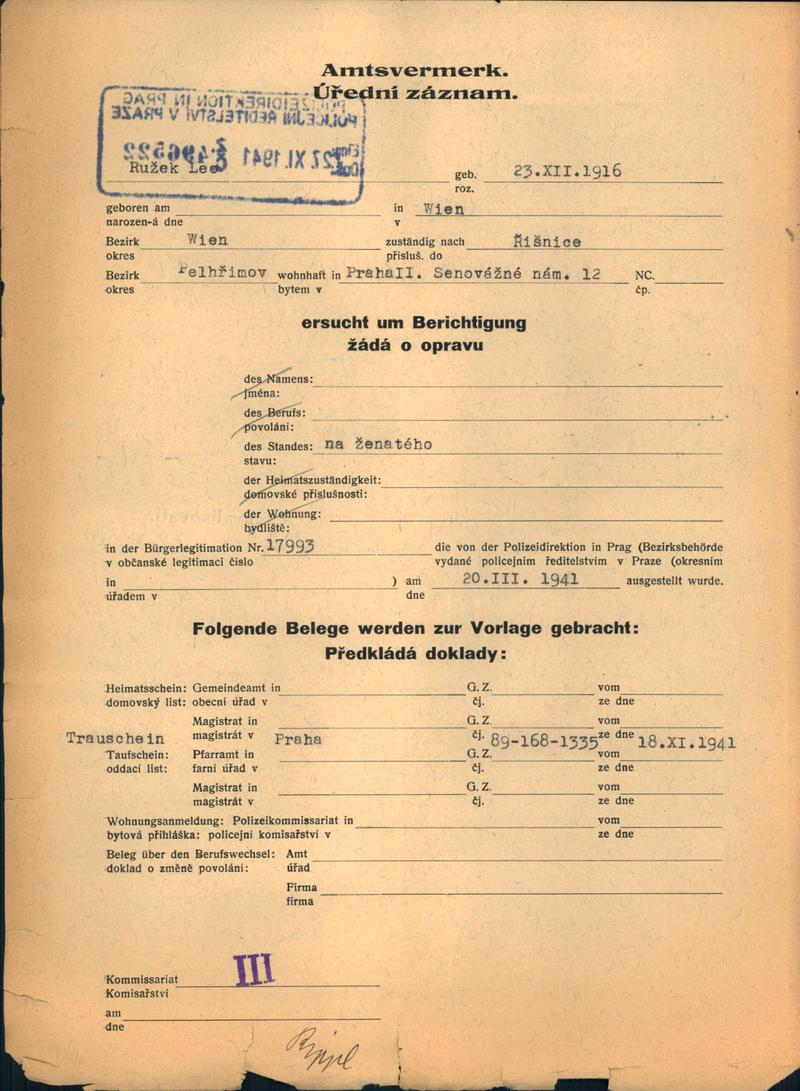 Amtsvermerk.
Úřední záznam.
POLIZEIDIREKTION IN PRAG
POLICEJNÍ ŘEDITELSTVÍ V PRAZE
27.XI.1941
Ružek Leo geb. 23.XII.1916
roz.
geboren am in Wien
narozen-á dne v
Bezirk Wien zuständig nach Řišnice
okres přísluš. do
Bezirk Pelhřimov wohnhaft in PrahaII. Senovážné nám. 12 NC.
okres bytem v čp.
ersucht um Berichtigung
žádá o opravu
des Namens:
jména:
des Berufs:
povolání:
des Standes: na ženatého
stavu:
der Heimatszuständigkeit:
domovské příslušnosti:
der Wohnung:
bydliště:
in der Bürgerlegitimation Nr. 17993 die von der Polizeidirektion in Prag (Bezirksbehörde
v občanské legitimaci číslo vydané policejním ředitelstvím v Praze (okresním
in ) am 20.III. 1941 ausgestellt wurde.
úřadem v dne
Folgende Belege werden zur Vorlage gebracht:
Předkládá doklady:
Heimatsschein: Gemeindeamt in G. Z. vom
domovský list: obecní úřad v čj. ze dne
Magistrat in G. Z. vom
Trauschein magistrát v Praha čj. 89-168-1335 ze dne 18.XI.1941
Taufschein: Pfarramt in G. Z. vom
oddací list: farní úřad v čj. ze dne
Magistrat in G. Z. vom
magistrát v čj. ze dne
Wohnungsanmeldung: Polizeikommissariat in vom
bytová přihláška: policejní komisařství v ze dne
Beleg über den Berufswechsel: Amt
doklad o změně povolání: úřad
Firma
firma
Kommissariat III
Komisařství
am
dne